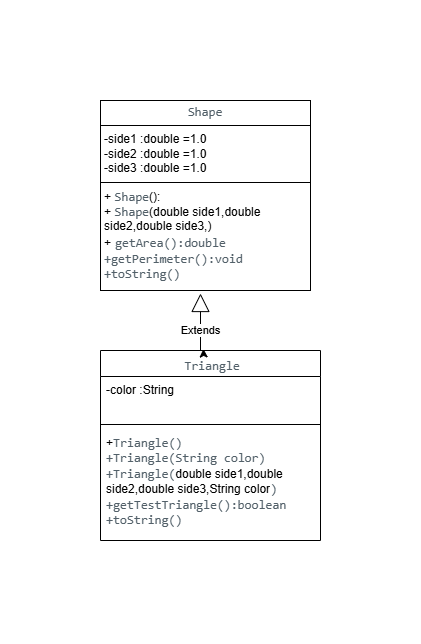 Shape
-side1 :double =1.0
-side2 :double =1.0
-side3 :double =1.0
+ Shape():
+ Shape(double side1,double
side2,double side3,)
+ getArea():double
+getPerimeter():void
+toString()
Extends
Triangle
-color :String
+Triangle()
+Triangle(String color)
+Triangle(double side1,double
side2,double side3,String color)
+getTestTriangle():boolean
+toString()